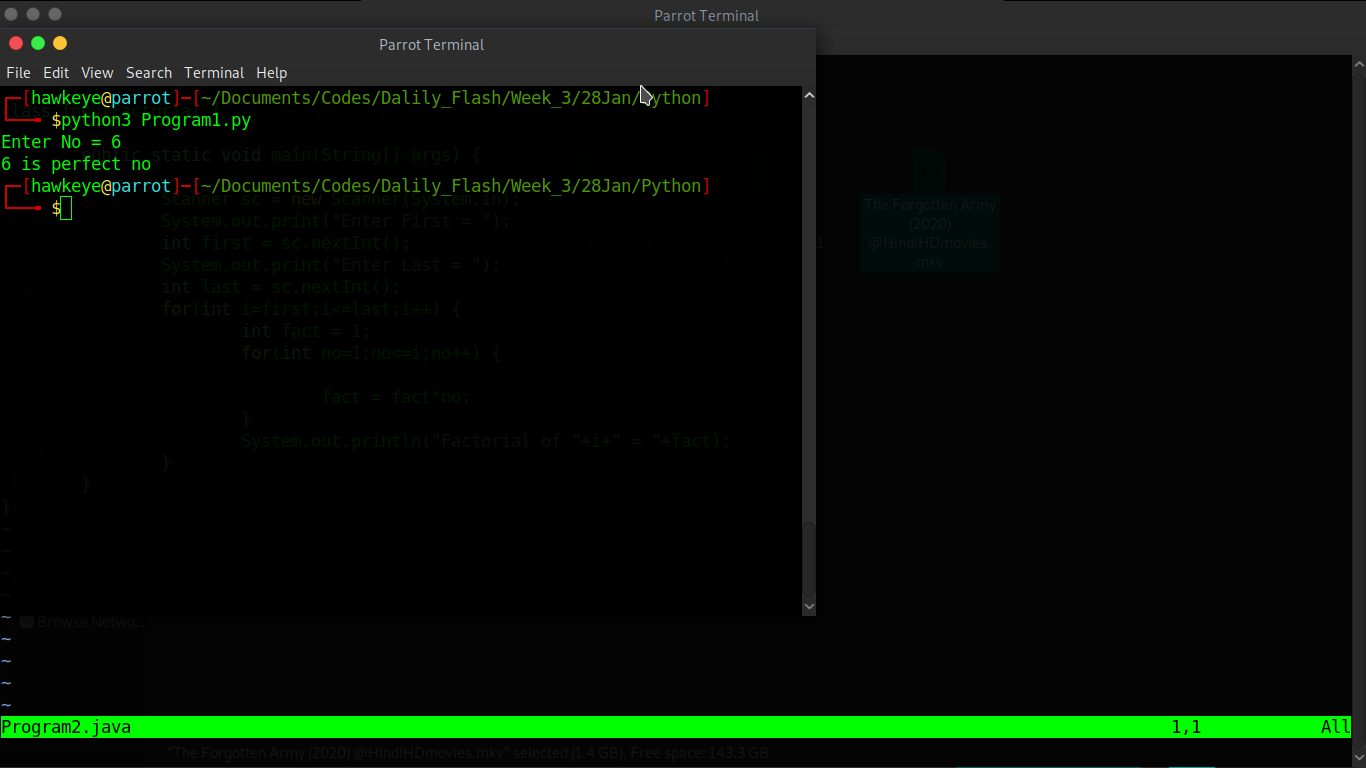 Parrot Terminal
Parrot Terminal
File Edit View Search Terminal Help
[hawkeye@parrot]─[~/Documents/Codes/Dalily_Flash/Week_3/28Jan/Python]
$python3 Program1.py
Enter No = 6
6 is perfect no
[hawkeye@parrot]─[~/Documents/Codes/Dalily_Flash/Week_3/28Jan/Python]
$
public static void main(String[] args) {
Scanner sc = new Scanner(System.in);
System.out.print("Enter First = ");
int first = sc.nextInt();
System.out.print("Enter Last = ");
int last = sc.nextInt();
for(int i=first;i<=last;i++) {
int fact = 1;
for(int no=1;no<=i;no++) {
fact = fact*no;
}
System.out.println("Factorial of "+i+" = "+fact);
}
}
}
~
~
~
~
~
~
~
~
~
The Forgotten Army
(2020)
@HindiHDmovies.
mkv
Browse Netwo...
Program2.java 1,1 All
"The Forgotten Army (2020) @HindiHDmovies.mkv" selected (1.4 GB), Free space: 143.3 GB